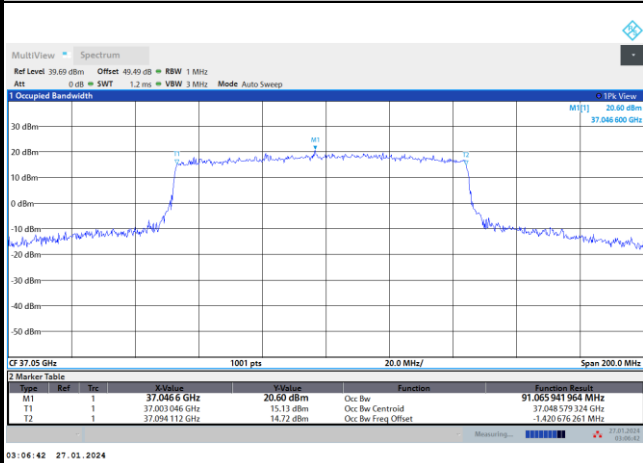 MultiView Spectrum
Ref Level 39.69 dBm Offset 49.49 dB RBW 1 MHz
Att 0 dB SWT 1.2 ms VBW 3 MHz Mode Auto Sweep
1 Occupied Bandwidth 1Pk View
M1[1] 20.60 dBm
37.046 600 GHz
30 dBm
M1
20 dBm
T1 T2
10 dBm
0 dBm
-10 dBm
-20 dBm
-30 dBm
-40 dBm
-50 dBm
CF 37.05 GHz 1001 pts 20.0 MHz/ Span 200.0 MHz
2 Marker Table
Type Ref Trc X-Value Y-Value Function Function Result
M1 1 37.046 6 GHz 20.60 dBm Occ Bw 91.065 941 964 MHz
T1 1 37.003 046 GHz 15.13 dBm Occ Bw Centroid 37.048 579 324 GHz
T2 1 37.094 112 GHz 14.72 dBm Occ Bw Freq Offset -1.420 676 261 MHz
Measuring... 27.01.2024
03:06:42
03:06:42 27.01.2024